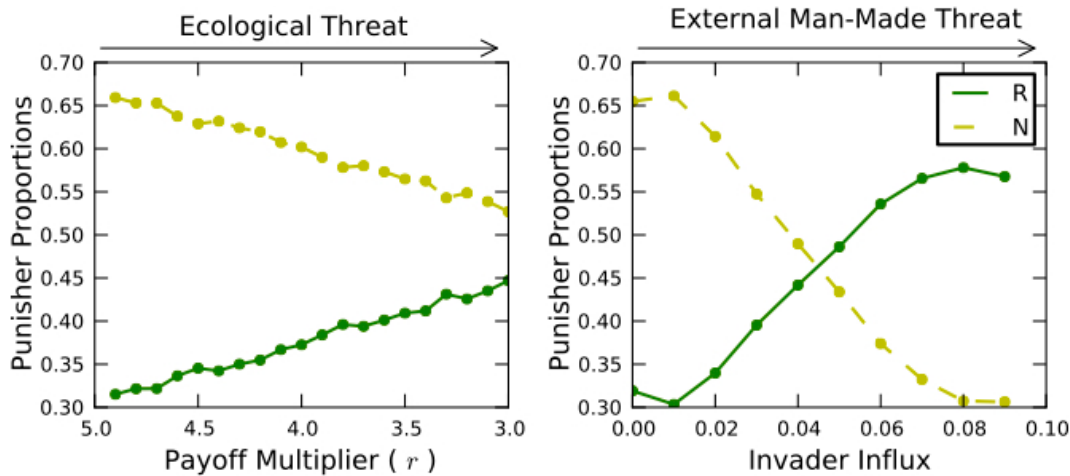 Ecological Threat
Punisher Proportions
0.70
0.65
0.60
0.55
0.50
0.45
0.40
0.35
0.30
5.0 4.5 4.0 3.5 3.0
Payoff Multiplier ( r )
External Man-Made Threat
Punisher Proportions
0.70
0.65
0.60
0.55
0.50
0.45
0.40
0.35
0.30
R
N
0.00 0.02 0.04 0.06 0.08 0.10
Invader Influx